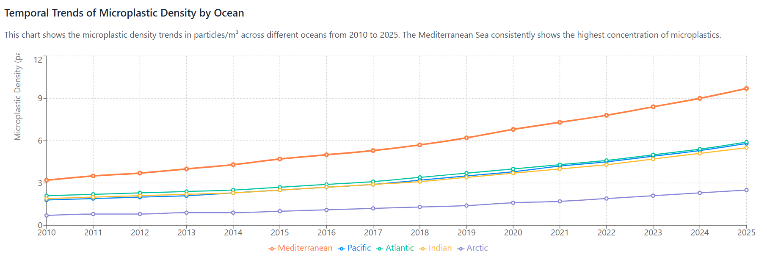 Temporal Trends of Microplastic Density by Ocean
This chart shows the microplastic density trends in particles/m³ across different oceans from 2010 to 2025. The Mediterranean Sea consistently shows the highest concentration of microplastics.
Microplastic Density (pa
12
9
6
3
0
2010 2011 2012 2013 2014 2015 2016 2017 2018 2019 2020 2021 2022 2023 2024 2025
Mediterranean Pacific Atlantic Indian Arctic